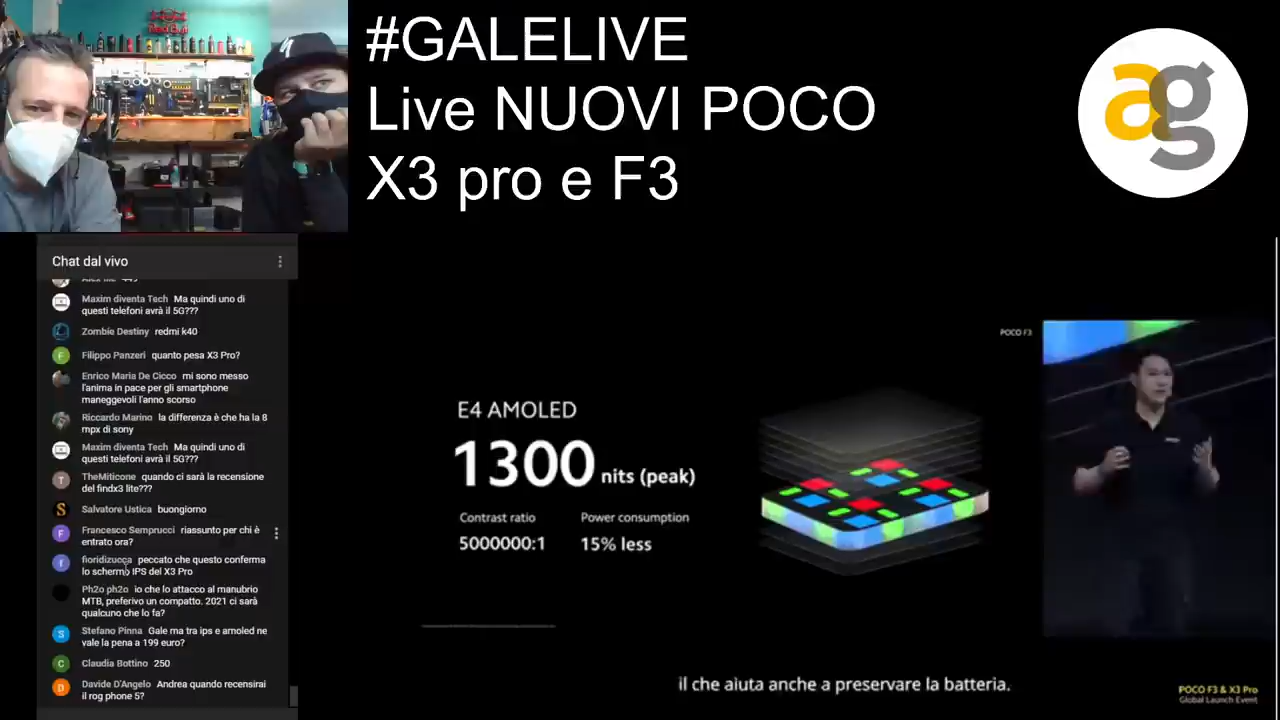 #GALELIVE
Live NUOVI POCO
X3 pro e F3
ag
Chat dal vivo
Maxim diventa Tech Ma quindi uno di
questi telefoni avrà il 5G???
Zombie Destiny redmi k40
Filippo Panzeri quanto pesa X3 Pro?
Enrico Maria De Cicco mi sono messo
l'anima in pace per gli smartphone
maneggevoli l'anno scorso
Riccardo Marino la differenza è che ha la 8
mpx di sony
Maxim diventa Tech Ma quindi uno di
questi telefoni avrà il 5G???
TheMiticone quando ci sarà la recensione
del findx3 lite???
Salvatore Ustica buongiorno
Francesco Semprucci riassunto per chi è
entrato ora?
fioridizucca peccato che questo conferma
lo schermo IPS del X3 Pro
Ph2o ph2o io che lo attacco al manubrio
MTB, preferivo un compatto. 2021 ci sarà
qualcuno che lo fa?
Stefano Pinna Gale ma tra ips e amoled ne
vale la pena a 199 euro?
Claudia Bottino 250
Davide D'Angelo Andrea quando recensirai
il rog phone 5?
POCO F3
E4 AMOLED
1300 nits (peak)
Contrast ratio Power consumption
5000000:1 15% less
il che aiuta anche a preservare la batteria.
POCO F3 & X3 Pro
Global Launch Event